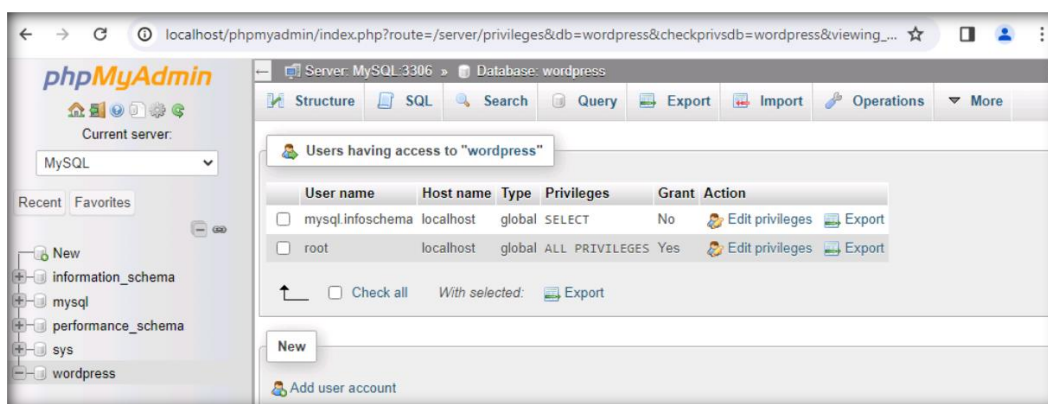 localhost/phpmyadmin/index.php?route=/server/privileges&db=wordpress&checkprivsdb=wordpress&viewing_...
phpMyAdmin
Current server:
MySQL
Recent Favorites
New
information_schema
mysql
performance_schema
sys
wordpress
Server: MySQL:3306 » Database: wordpress
Structure SQL Search Query Export Import Operations More
Users having access to "wordpress"
User name Host name Type Privileges Grant Action
mysql.infoschema localhost global SELECT No Edit privileges Export
root localhost global ALL PRIVILEGES Yes Edit privileges Export
Check all With selected: Export
New
Add user account